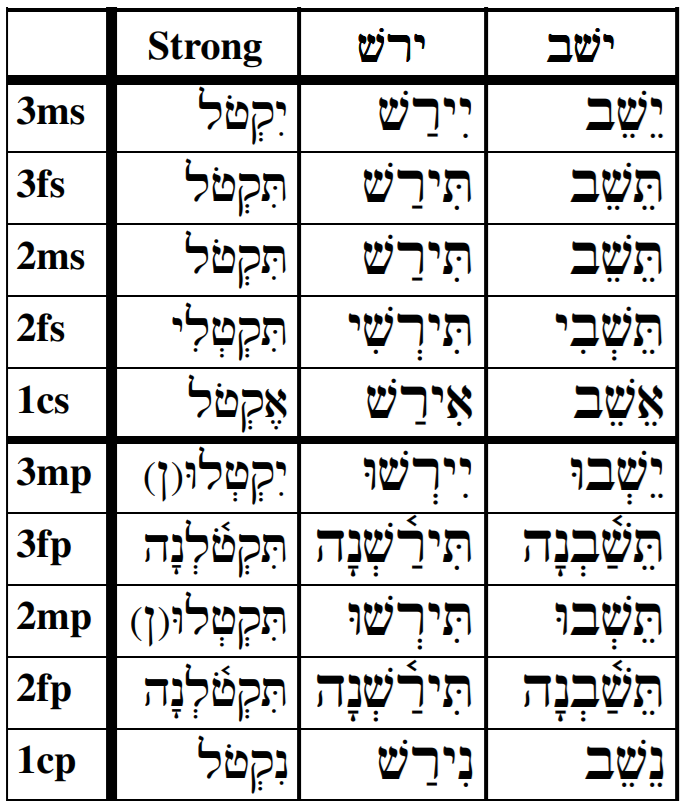 Strong ירשׁ ישׁב
3ms יִקְטֹל יִירַשׁ יֵשֵׁב
3fs תִּקְטֹל תִּירַשׁ תֵּשֵׁב
2ms תִּקְטֹל תִּירַשׁ תֵּשֵׁב
2fs תִּקְטְלִי תִּירְשִׁי תֵּשְׁבִי
1cs אֶקְטֹל אִירַשׁ אֵשֵׁב
3mp יִקְטְלוּ(ן) יִירְשׁוּ יֵשְׁבוּ
3fp תִּקְטֹ֫לְנָה תִּירַ֫שְׁנָה תֵּשַׁ֫בְנָה
2mp תִּקְטְלוּ(ן) תִּירְשׁוּ תֵּשְׁבוּ
2fp תִּקְטֹ֫לְנָה תִּירַ֫שְׁנָה תֵּשַׁ֫בְנָה
1cp נִקְטֹל נִירַשׁ נֵשֵׁב